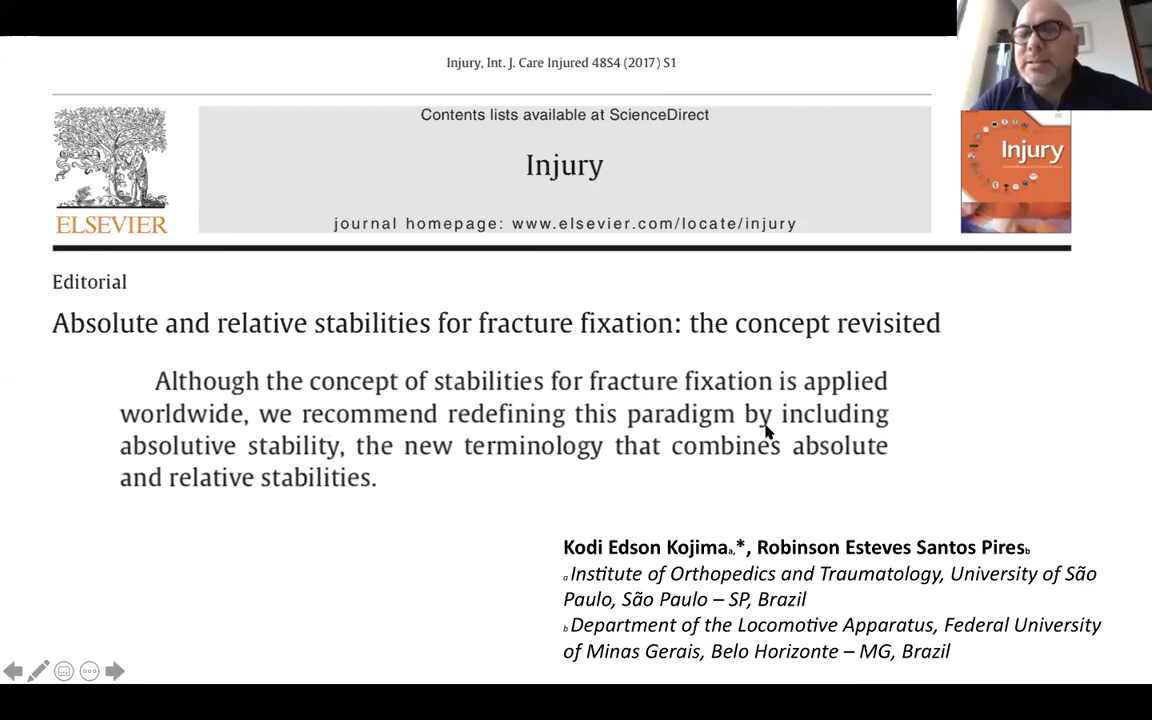 Injury, Int. J. Care Injured 48S4 (2017) S1
Contents lists available at ScienceDirect
Injury
journal homepage: www.elsevier.com/locate/injury
ELSEVIER
Injury
Editorial
Absolute and relative stabilities for fracture fixation: the concept revisited
Although the concept of stabilities for fracture fixation is applied
worldwide, we recommend redefining this paradigm by including
absolutive stability, the new terminology that combines absolute
and relative stabilities.
Kodi Edson Kojimaa,*, Robinson Esteves Santos Piresb
a Institute of Orthopedics and Traumatology, University of São
Paulo, São Paulo – SP, Brazil
b Department of the Locomotive Apparatus, Federal University
of Minas Gerais, Belo Horizonte – MG, Brazil